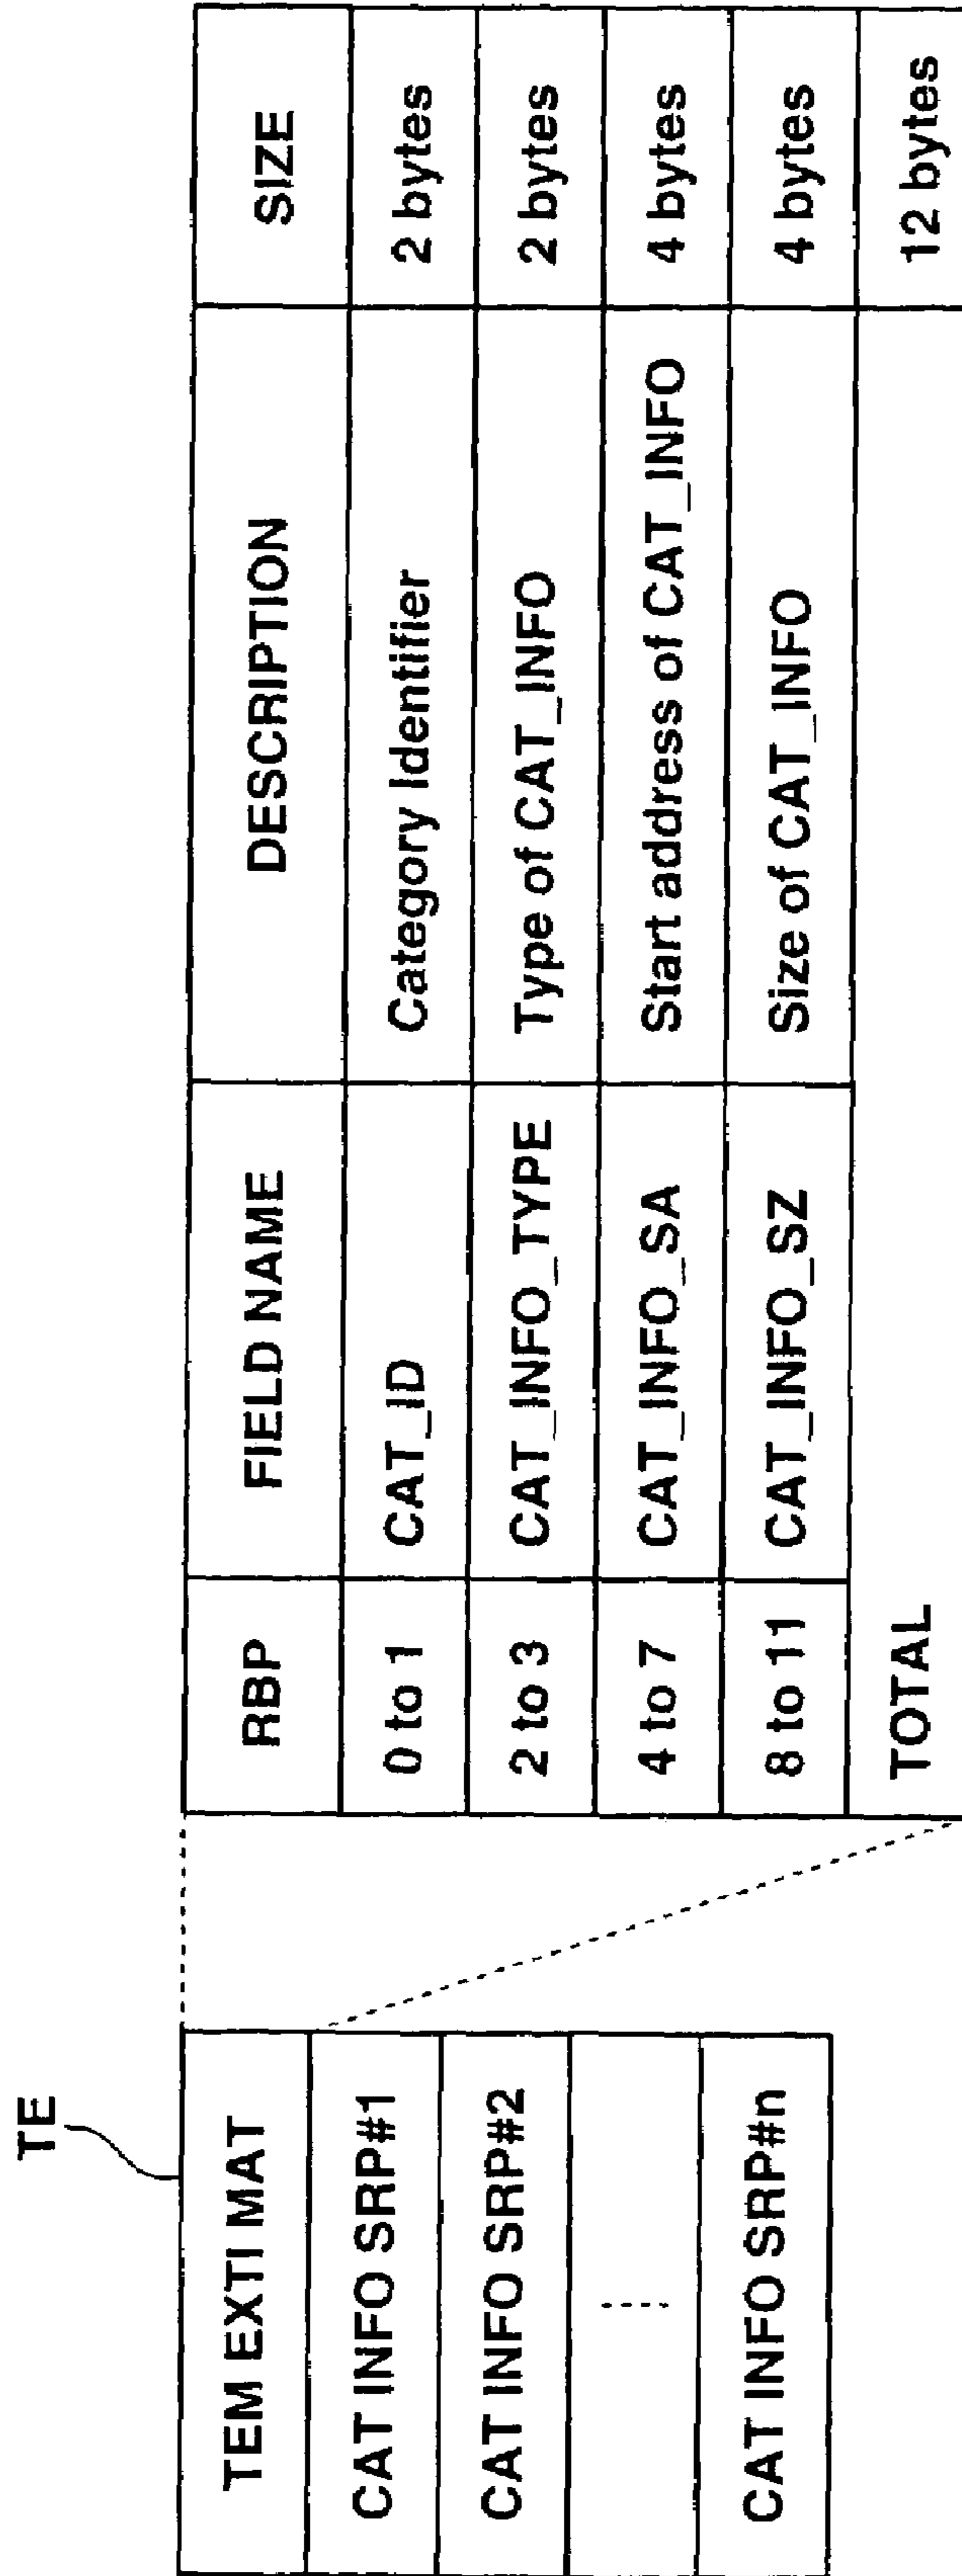 TE
TEM EXTI MAT
CAT INFO SRP#1
CAT INFO SRP#2
CAT INFO SRP#n
RBP FIELD NAME DESCRIPTION SIZE
0 to 1 CAT_ID Category Identifier 2 bytes
2 to 3 CAT_INFO_TYPE Type of CAT_INFO 2 bytes
4 to 7 CAT_INFO_SA Start address of CAT_INFO 4 bytes
8 to 11 CAT_INFO_SZ Size of CAT_INFO 4 bytes
TOTAL 12 bytes